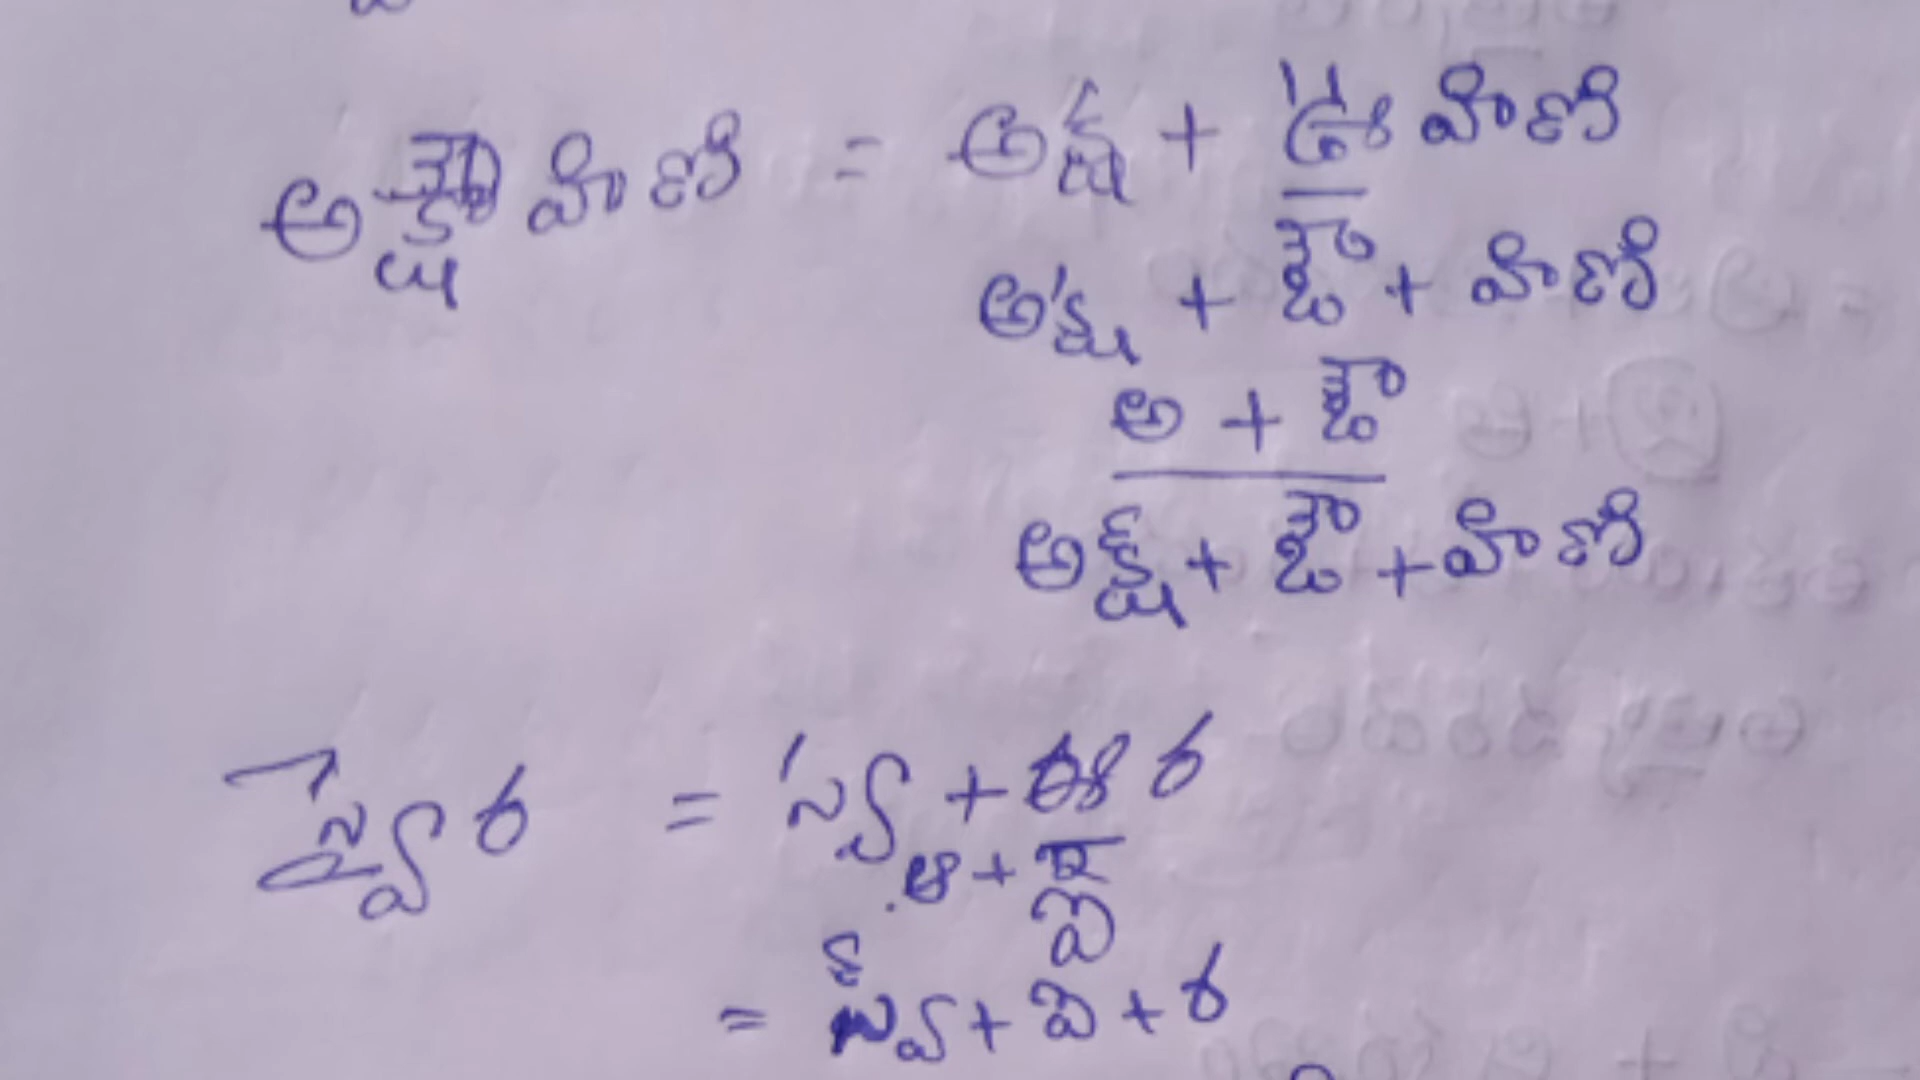 అక్షౌహిణి = అక్ష + ఊహిణి
అక్ష + ఔ + హిణి
అ + ఔ
అక్ష్ + ఔ + హిణి
స్వైర = స్వ + ఈర
అ + ఐ
= స్వ్ + ఐ + ర